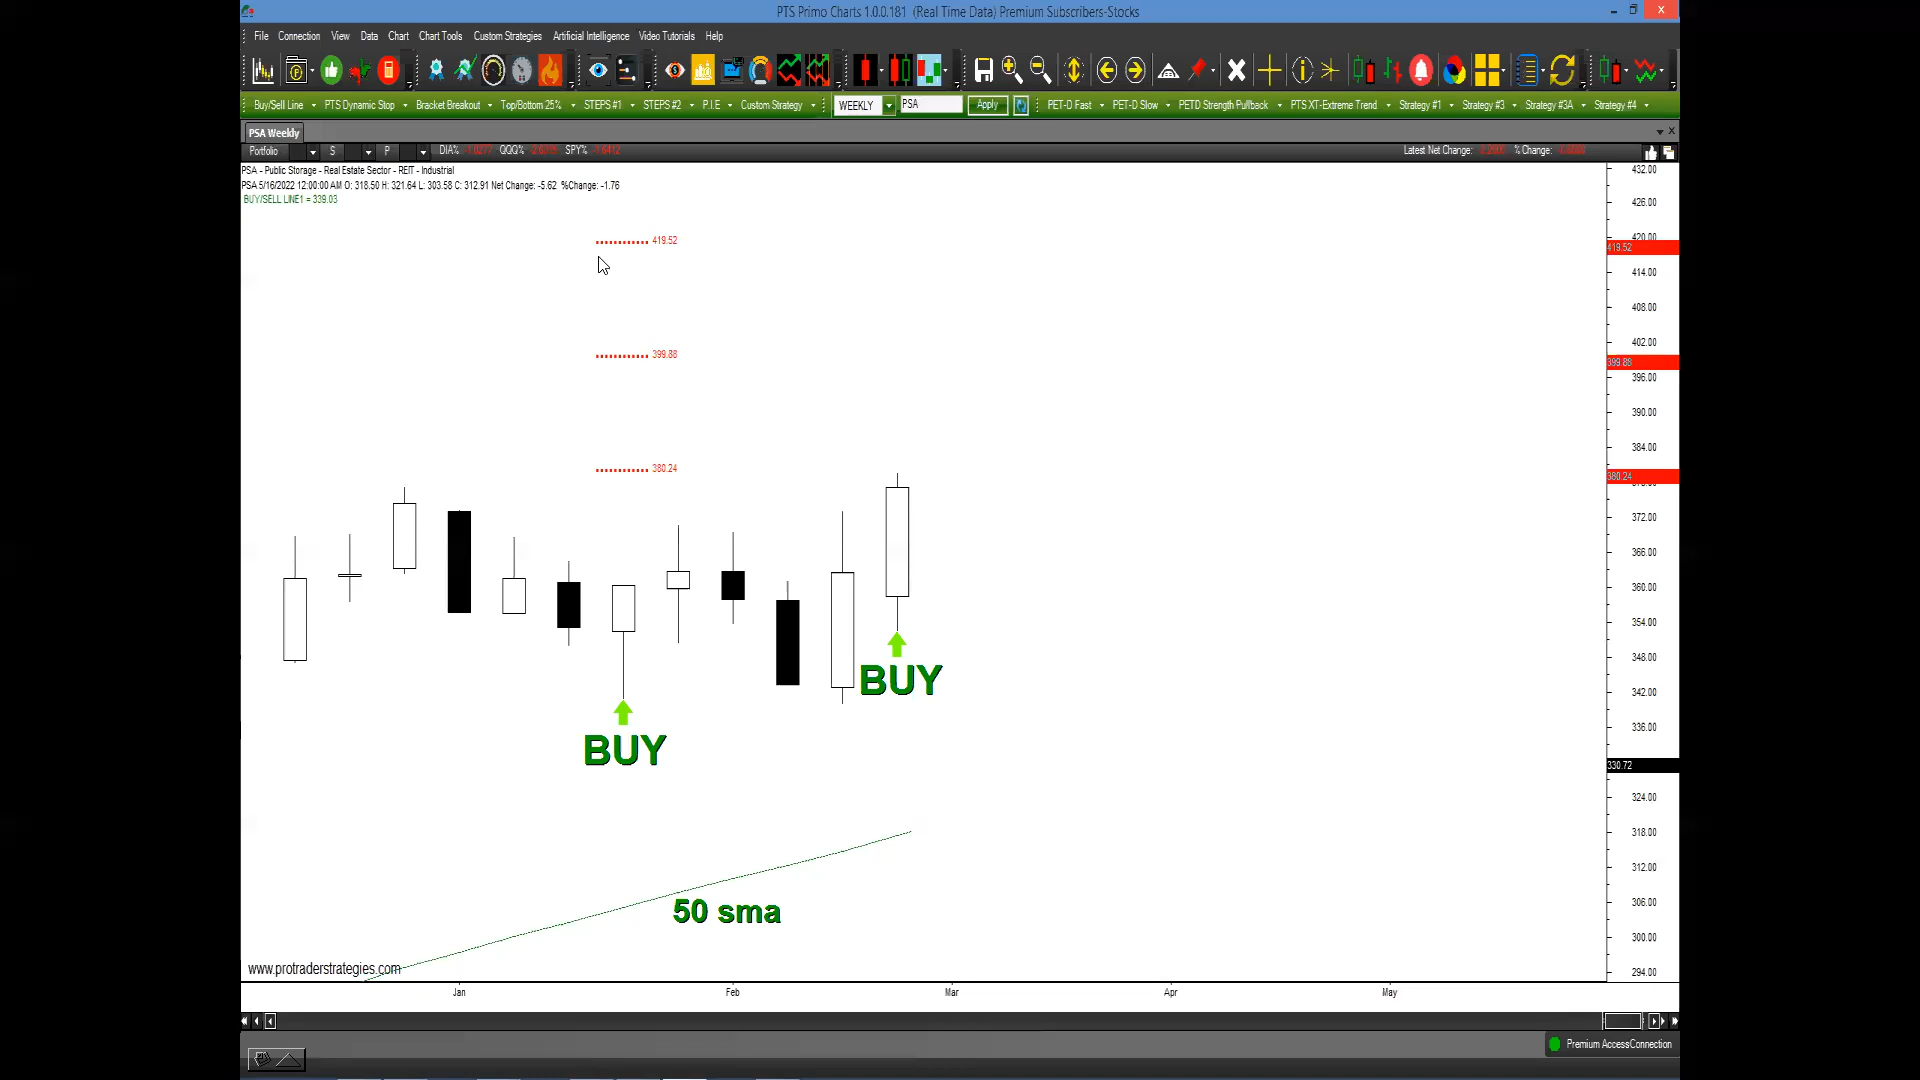 PTS Primo Charts 1.0.0.181 (Real Time Data) Premium Subscribers-Stocks
File Connection View Data Chart Chart Tools Custom Strategies Artificial Intelligence Video Tutorials Help
Buy/Sell Line PTS Dynamic Stop Bracket Breakout Top/Bottom 25% STEPS #1 STEPS #2 P.I.E Custom Strategy WEEKLY PSA Apply PET-D Fast PET-D Slow PETD Strength Pullback PTS XT-Extreme Trend Strategy #1 Strategy #3 Strategy #3A Strategy #4
PSA Weekly
Portfolio S P DIA% QQQ% SPY% Latest Net Change: % Change:
PSA - Public Storage - Real Estate Sector - REIT - Industrial
PSA 5/16/2022 12:00:00 AM O: 318.50 H: 321.64 L: 303.58 C: 312.91 Net Change: -5.62 %Change: -1.76
BUY/SELL LINE1 = 339.03
432.00
426.00
420.00
419.52
419.52
414.00
408.00
402.00
399.88
399.88
396.00
390.00
384.00
380.24
380.24
372.00
366.00
360.00
354.00
348.00
BUY
342.00
336.00
BUY
330.72
324.00
318.00
312.00
306.00
50 sma
300.00
294.00
www.protraderstrategies.com
Jan Feb Mar Apr May
Premium AccessConnection